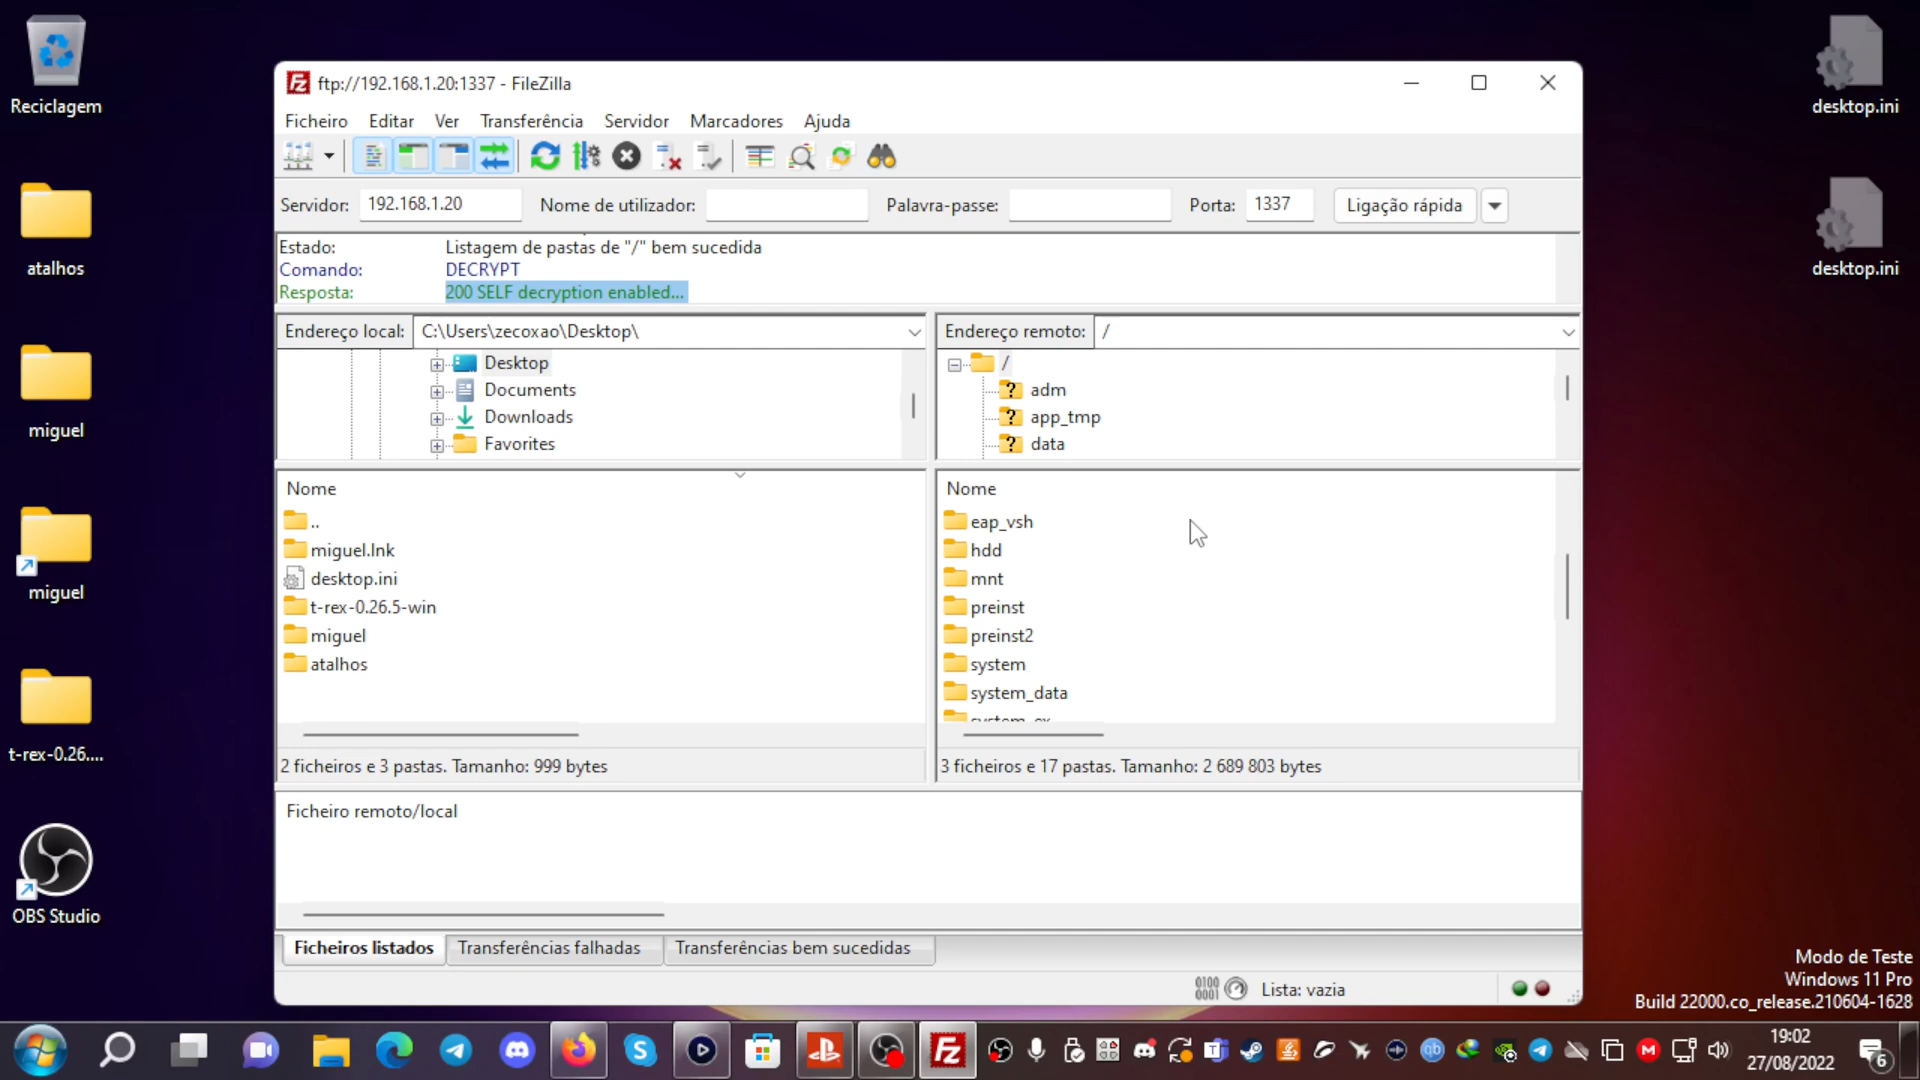 Reciclagem
atalhos
miguel
miguel
t-rex-0.26....
OBS Studio
desktop.ini
desktop.ini
ftp://192.168.1.20:1337 - FileZilla
Ficheiro Editar Ver Transferência Servidor Marcadores Ajuda
Servidor: 192.168.1.20 Nome de utilizador: Palavra-passe: Porta: 1337 Ligação rápida
Estado: Listagem de pastas de "/" bem sucedida
Comando: DECRYPT
Resposta: 200 SELF decryption enabled...
Endereço local: C:\Users\zecoxao\Desktop\
Desktop
Documents
Downloads
Favorites
Nome
..
miguel.lnk
desktop.ini
t-rex-0.26.5-win
miguel
atalhos
2 ficheiros e 3 pastas. Tamanho: 999 bytes
Endereço remoto: /
/
adm
app_tmp
data
Nome
eap_vsh
hdd
mnt
preinst
preinst2
system
system_data
system_ex
3 ficheiros e 17 pastas. Tamanho: 2 689 803 bytes
Ficheiro remoto/local
Ficheiros listados Transferências falhadas Transferências bem sucedidas
Lista: vazia
Modo de Teste
Windows 11 Pro
Build 22000.co_release.210604-1628
19:02
27/08/2022
6